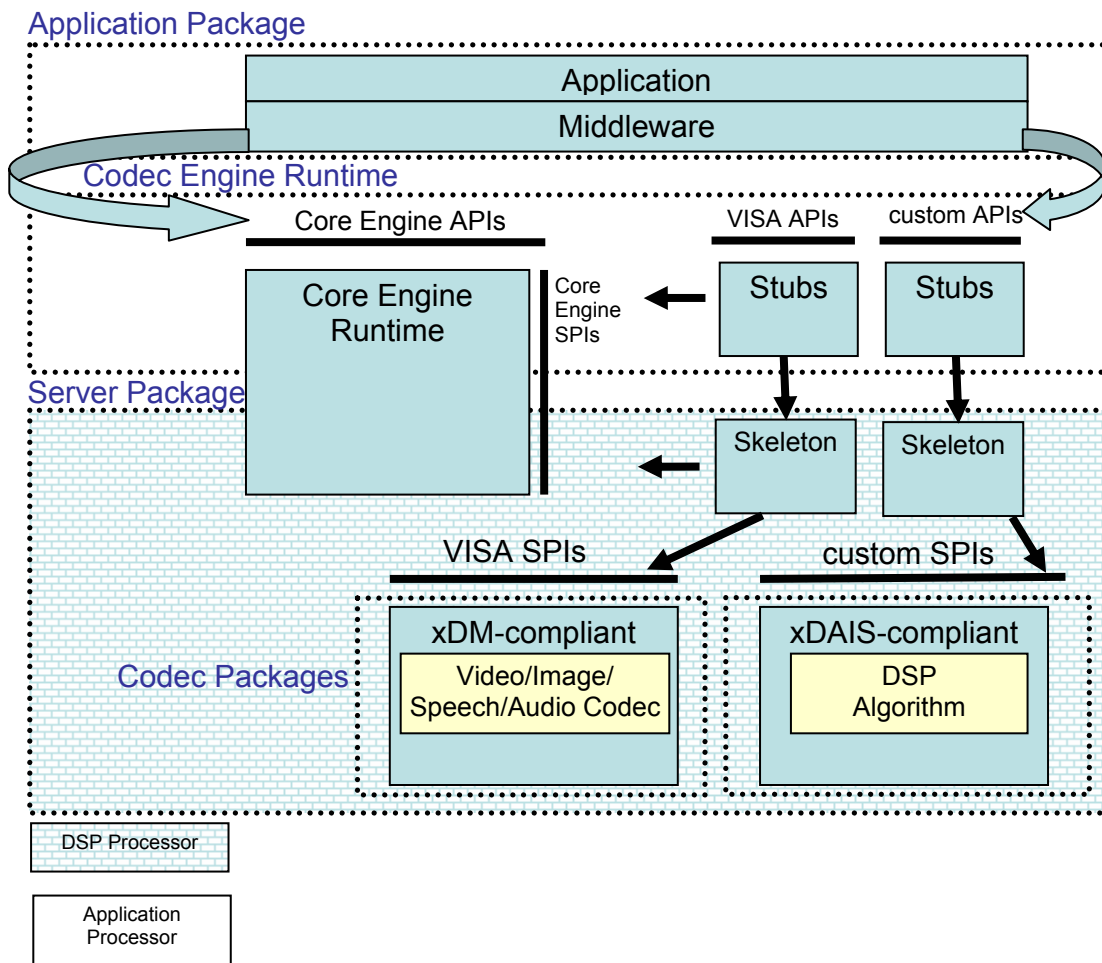 Application Package
Application
Middleware
Codec Engine Runtime
Core Engine APIs
VISA APIs
custom APIs
Core Engine
Runtime
Core
Engine
SPIs
Stubs
Stubs
Server Package
Skeleton
Skeleton
VISA SPIs
custom SPIs
Codec Packages
xDM-compliant
Video/Image/
Speech/Audio Codec
xDAIS-compliant
DSP
Algorithm
DSP Processor
Application
Processor